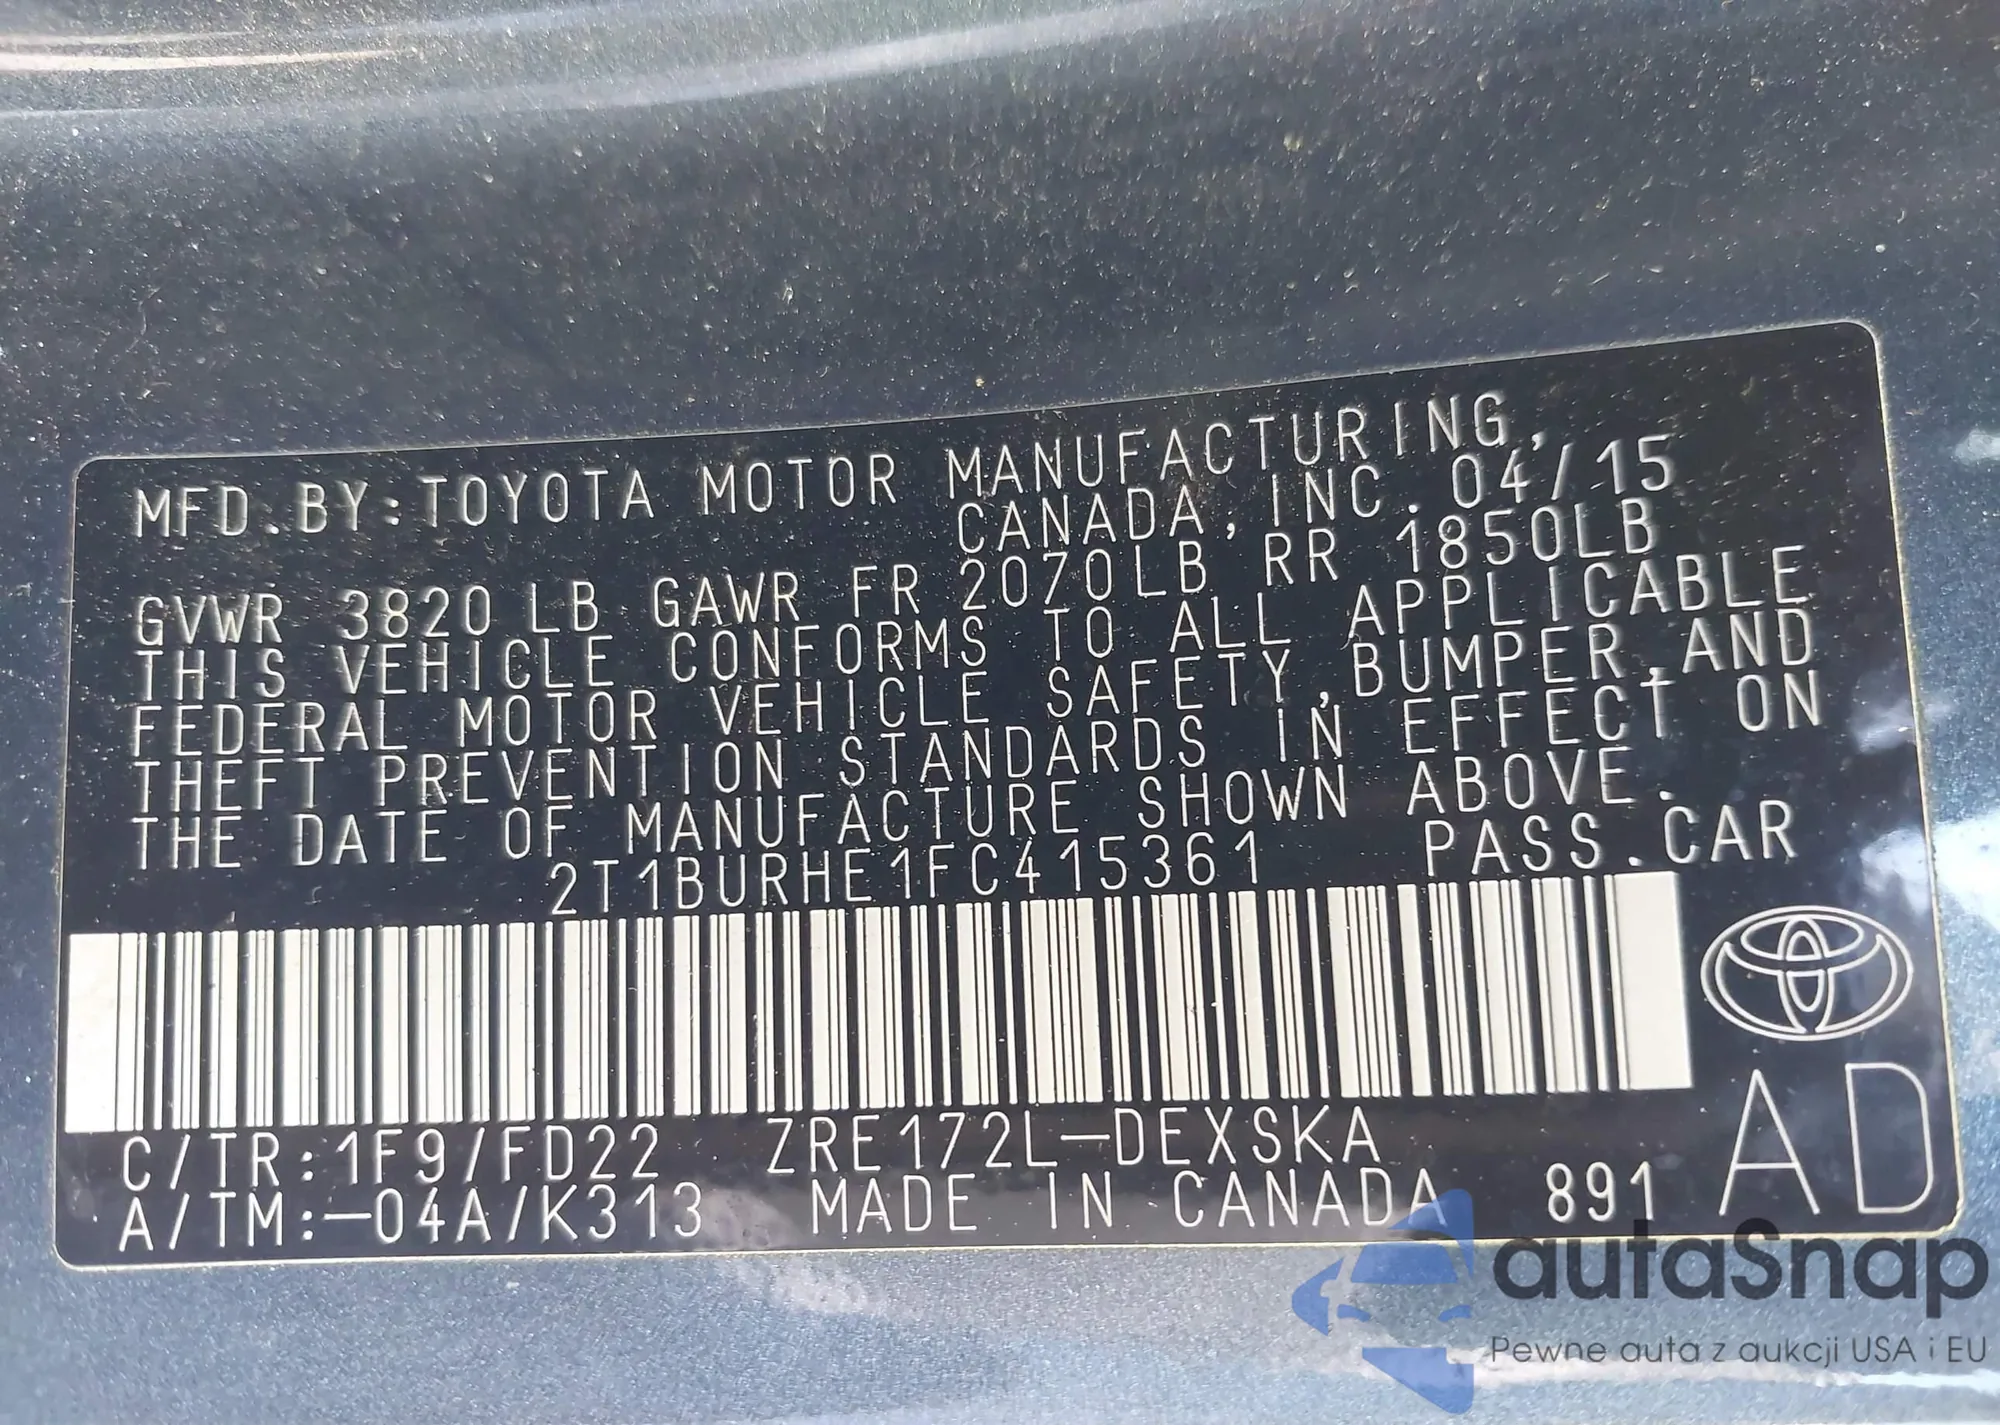 MFD.BY:TOYOTA MOTOR MANUFACTURING,
CANADA, INC. 04/15
GVWR 3820 LB GAWR FR 2070LB RR 1850LB
THIS VEHICLE CONFORMS TO ALL APPLICABLE
FEDERAL MOTOR VEHICLE SAFETY,BUMPER,AND
THEFT PREVENTION STANDARDS IN EFFECT ON
THE DATE OF MANUFACTURE SHOWN ABOVE.
2T1BURHE1FC415361 PASS.CAR
C/TR:1F9/FD22 ZRE172L-DEXSKA
A/TM:-04A/K313 MADE IN CANADA 891
AD
autaSnap
Pewne auta z aukcji USA i EU